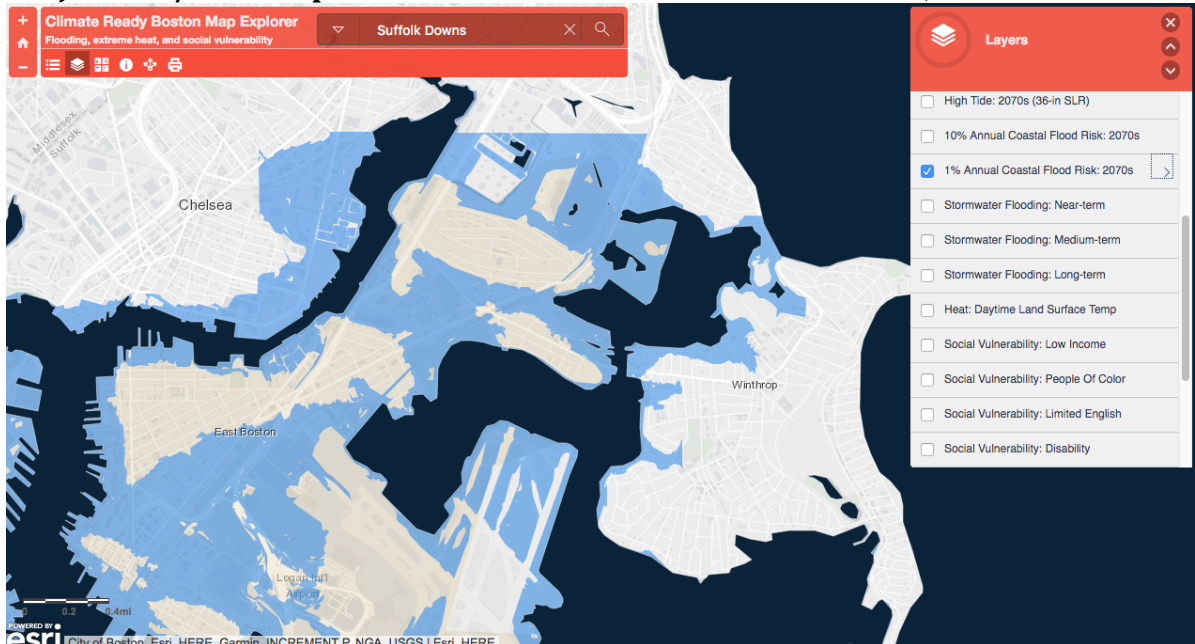 Climate Ready Boston Map Explorer
Flooding, extreme heat, and social vulnerability
Suffolk Downs
Layers
High Tide: 2070s (36-in SLR)
10% Annual Coastal Flood Risk: 2070s
1% Annual Coastal Flood Risk: 2070s
Stormwater Flooding: Near-term
Stormwater Flooding: Medium-term
Stormwater Flooding: Long-term
Heat: Daytime Land Surface Temp
Social Vulnerability: Low Income
Social Vulnerability: People Of Color
Social Vulnerability: Limited English
Social Vulnerability: Disability
Middlesex
Suffolk
Chelsea
Winthrop
East Boston
Logan Int'l
Airport
0 0.2 0.4mi
POWERED BY
esri
City of Boston, Esri, HERE, Garmin, INCREMENT P, NGA, USGS | Esri, HERE